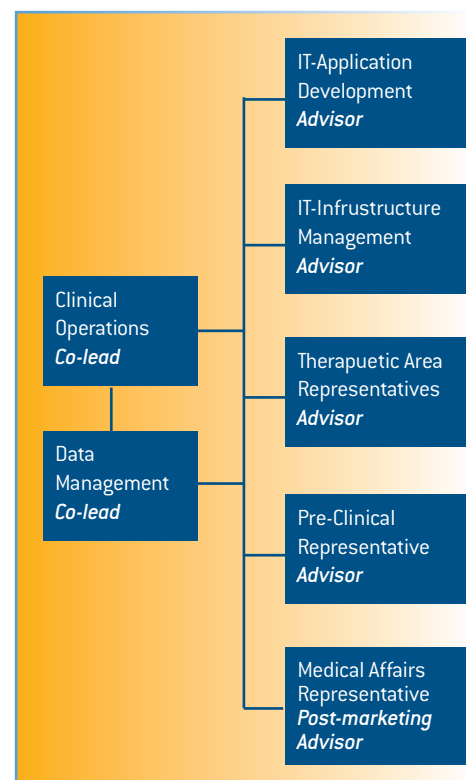 IT-Application
Development
Advisor
IT-Infrustructure
Management
Advisor
Clinical
Operations
Co-lead
Therapuetic Area
Representatives
Advisor
Data
Management
Co-lead
Pre-Clinical
Representative
Advisor
Medical Affairs
Representative
Post-marketing
Advisor